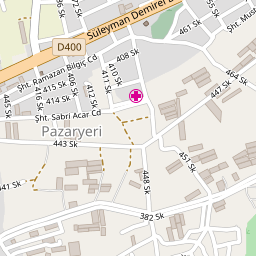 Süleyman Demirel B
D400
461 Sk
Şht. Must
464 Sk
408 Sk
Şht. Ramazan Bilgiç Cd
410 Sk
411 Sk
415 Sk
414 Sk
416 Sk
412 Sk
445 Sk
447 Sk
Şht. Sabri Acar Cd
Pazaryeri
443 Sk
451 Sk
441 Sk
448 Sk
382 Sk